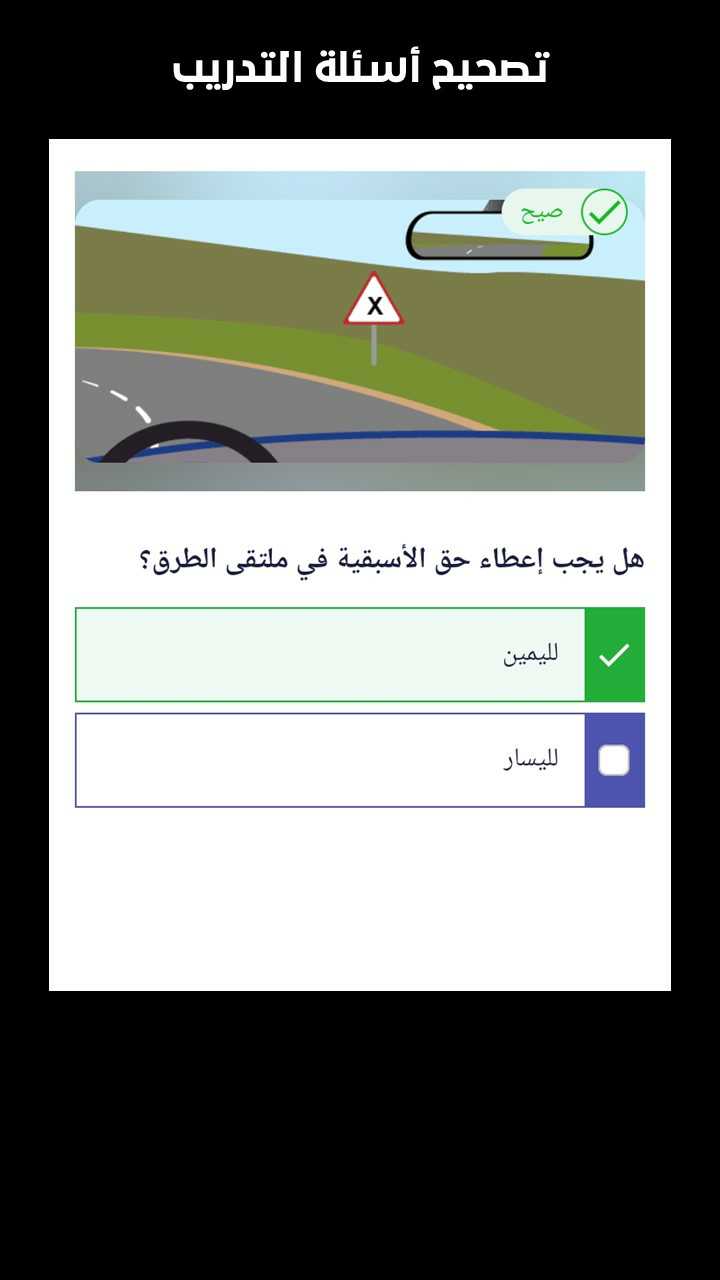 تصحيح أسئلة التدريب
صيح
X
هل يجب إعطاء حق الأسبقية في ملتقى الطرق؟
لليمين
لليسار